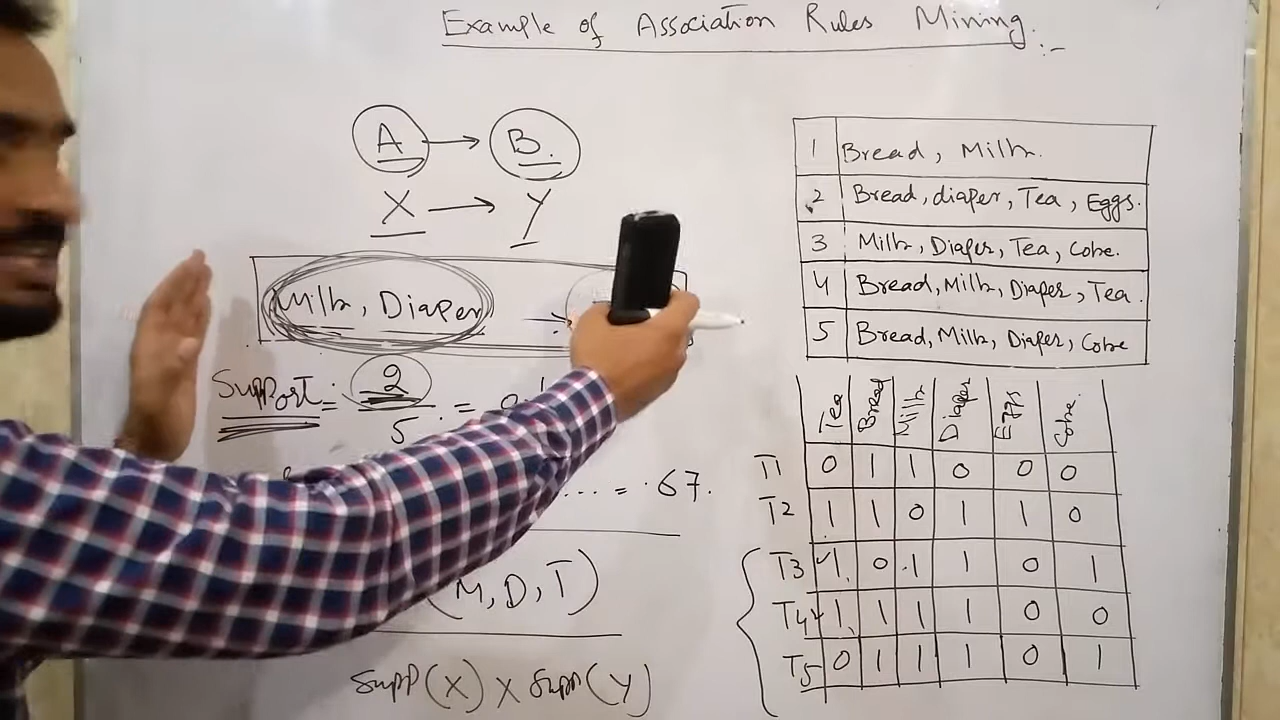 Example of Association Rules Mining :-
A → B.
X → Y
Milk, Diaper
Support = 2/5 =
.... = .67.
(M, D, T)
Supp(X) X Supp(Y)
1 Bread, Milk.
2 Bread, diaper, Tea, Eggs.
3 Milk, Diaper, Tea, Coke.
4 Bread, Milk, Diaper, Tea.
5 Bread, Milk, Diaper, Coke
Tea Bread Milk Diaper Eggs Coke.
T1 0 1 1 0 0 0
T2 1 1 0 1 1 0
T3 1 0 1 1 0 1
T4 1 1 1 1 0 0
T5 0 1 1 1 0 1